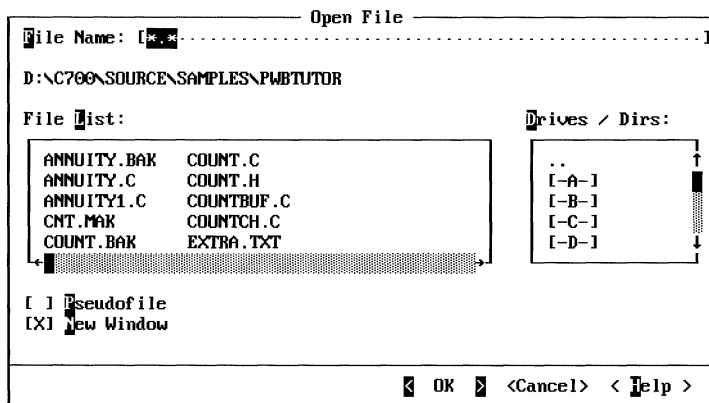 Open File
File Name: [*.*.......................................................]
D:\C700\SOURCE\SAMPLES\PWBTUTOR
File List: Drives / Dirs:
ANNUITY.BAK COUNT.C ..
ANNUITY.C COUNT.H [-A-]
ANNUITY1.C COUNTBUF.C [-B-]
CNT.MAK COUNTCH.C [-C-]
COUNT.BAK EXTRA.TXT [-D-]
[ ] Pseudofile
[X] New Window
< OK > <Cancel> < Help >